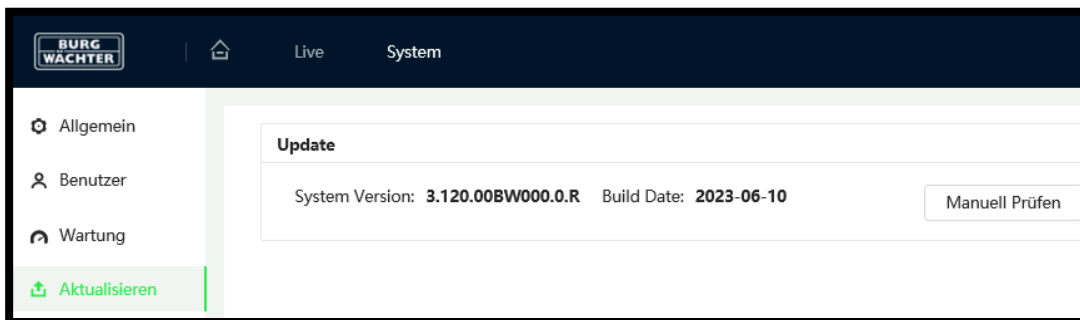 BURG
WÄCHTER
Live System
Allgemein
Benutzer
Wartung
Aktualisieren
Update
System Version: 3.120.00BW000.0.R Build Date: 2023-06-10
Manuell Prüfen